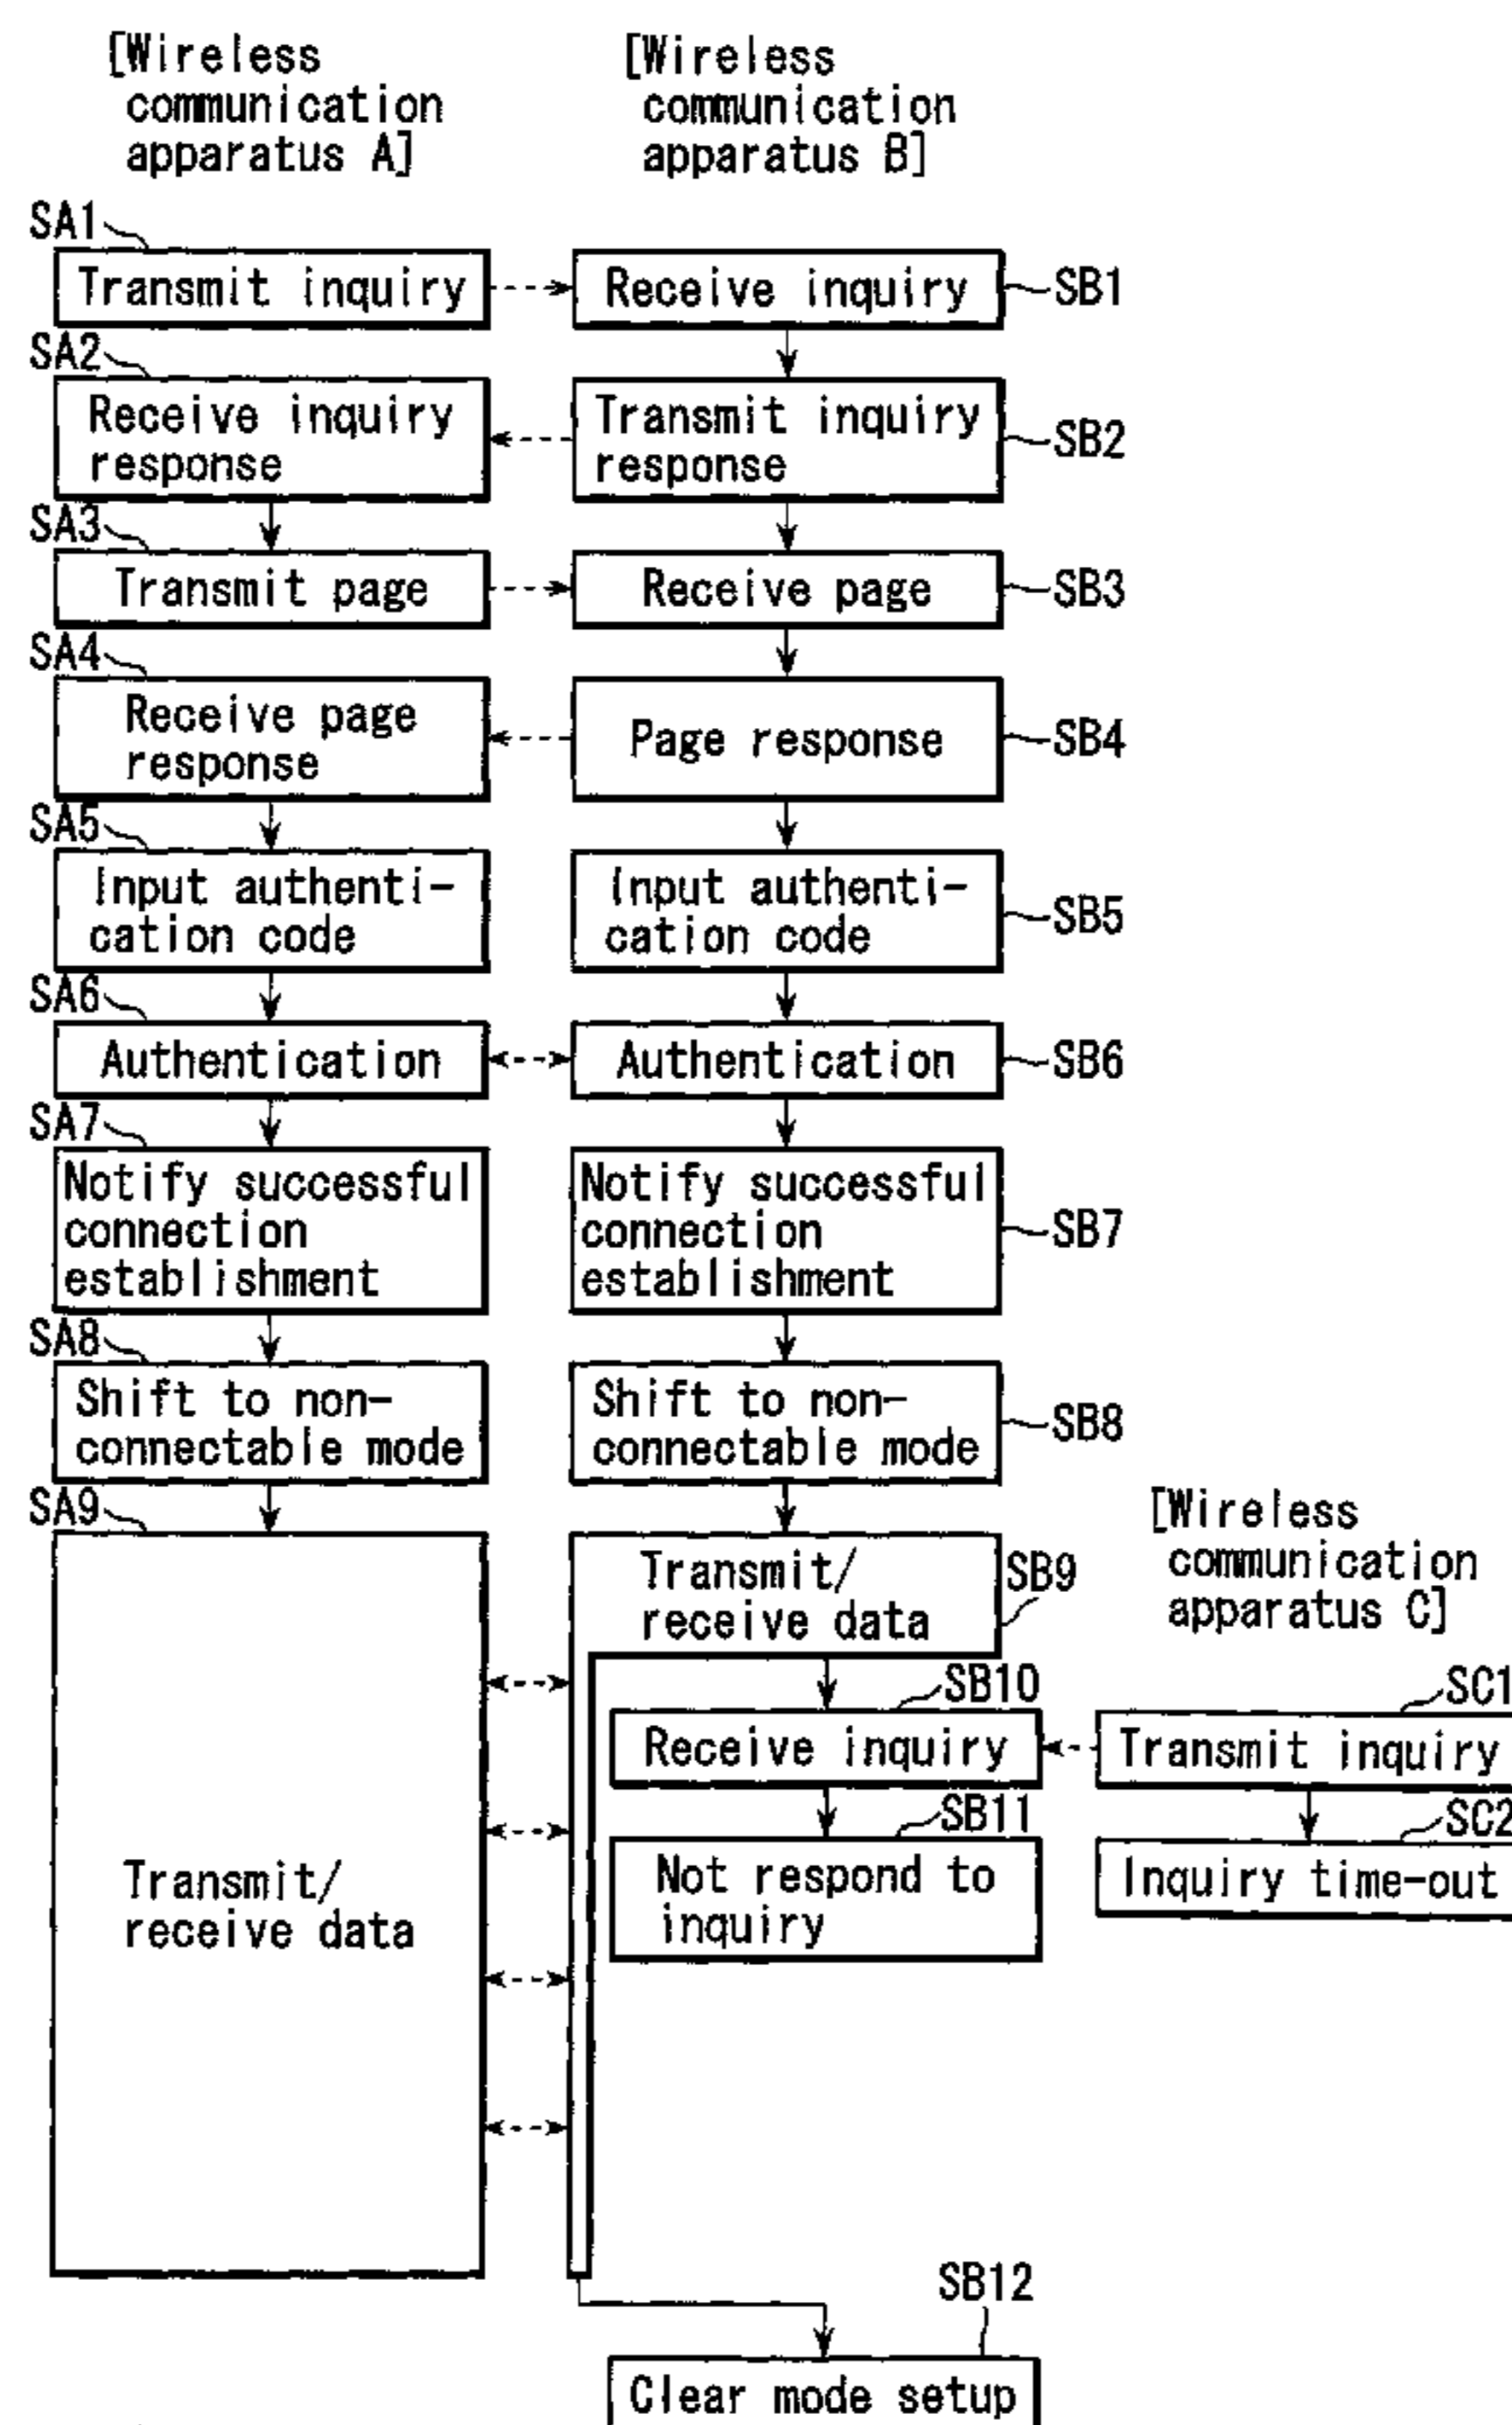 [Wireless
communication
apparatus A]
[Wireless
communication
apparatus B]
SA1
Transmit inquiry
Receive inquiry
SB1
SA2
Receive inquiry
response
Transmit inquiry
response
SB2
SA3
Transmit page
Receive page
SB3
SA4
Receive page
response
Page response
SB4
SA5
Input authenti-
cation code
Input authenti-
cation code
SB5
SA6
Authentication
Authentication
SB6
SA7
Notify successful
connection
establishment
Notify successful
connection
establishment
SB7
SA8
Shift to non-
connectable mode
Shift to non-
connectable mode
SB8
SA9
Transmit/
receive data
Transmit/
receive data
SB9
[Wireless
communication
apparatus C]
SB10
Receive inquiry
SC1
Transmit inquiry
SB11
Not respond to
inquiry
SC2
Inquiry time-out
SB12
Clear mode setup